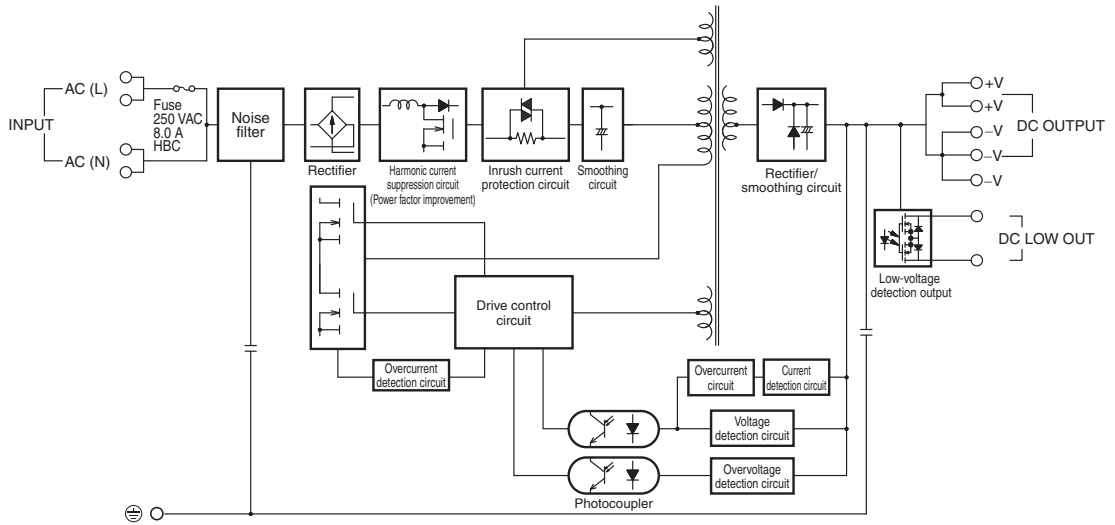 INPUT
AC (L)
AC (N)
Fuse
250 VAC
8.0 A
HBC
Noise
filter
Rectifier
Harmonic current
suppression circuit
(Power factor improvement)
Inrush current
protection circuit
Smoothing
circuit
Rectifier/
smoothing circuit
+V
+V
−V
−V
−V
DC OUTPUT
DC LOW OUT
Low-voltage
detection output
Drive control
circuit
Overcurrent
detection circuit
Overcurrent
circuit
Current
detection circuit
Voltage
detection circuit
Overvoltage
detection circuit
Photocoupler